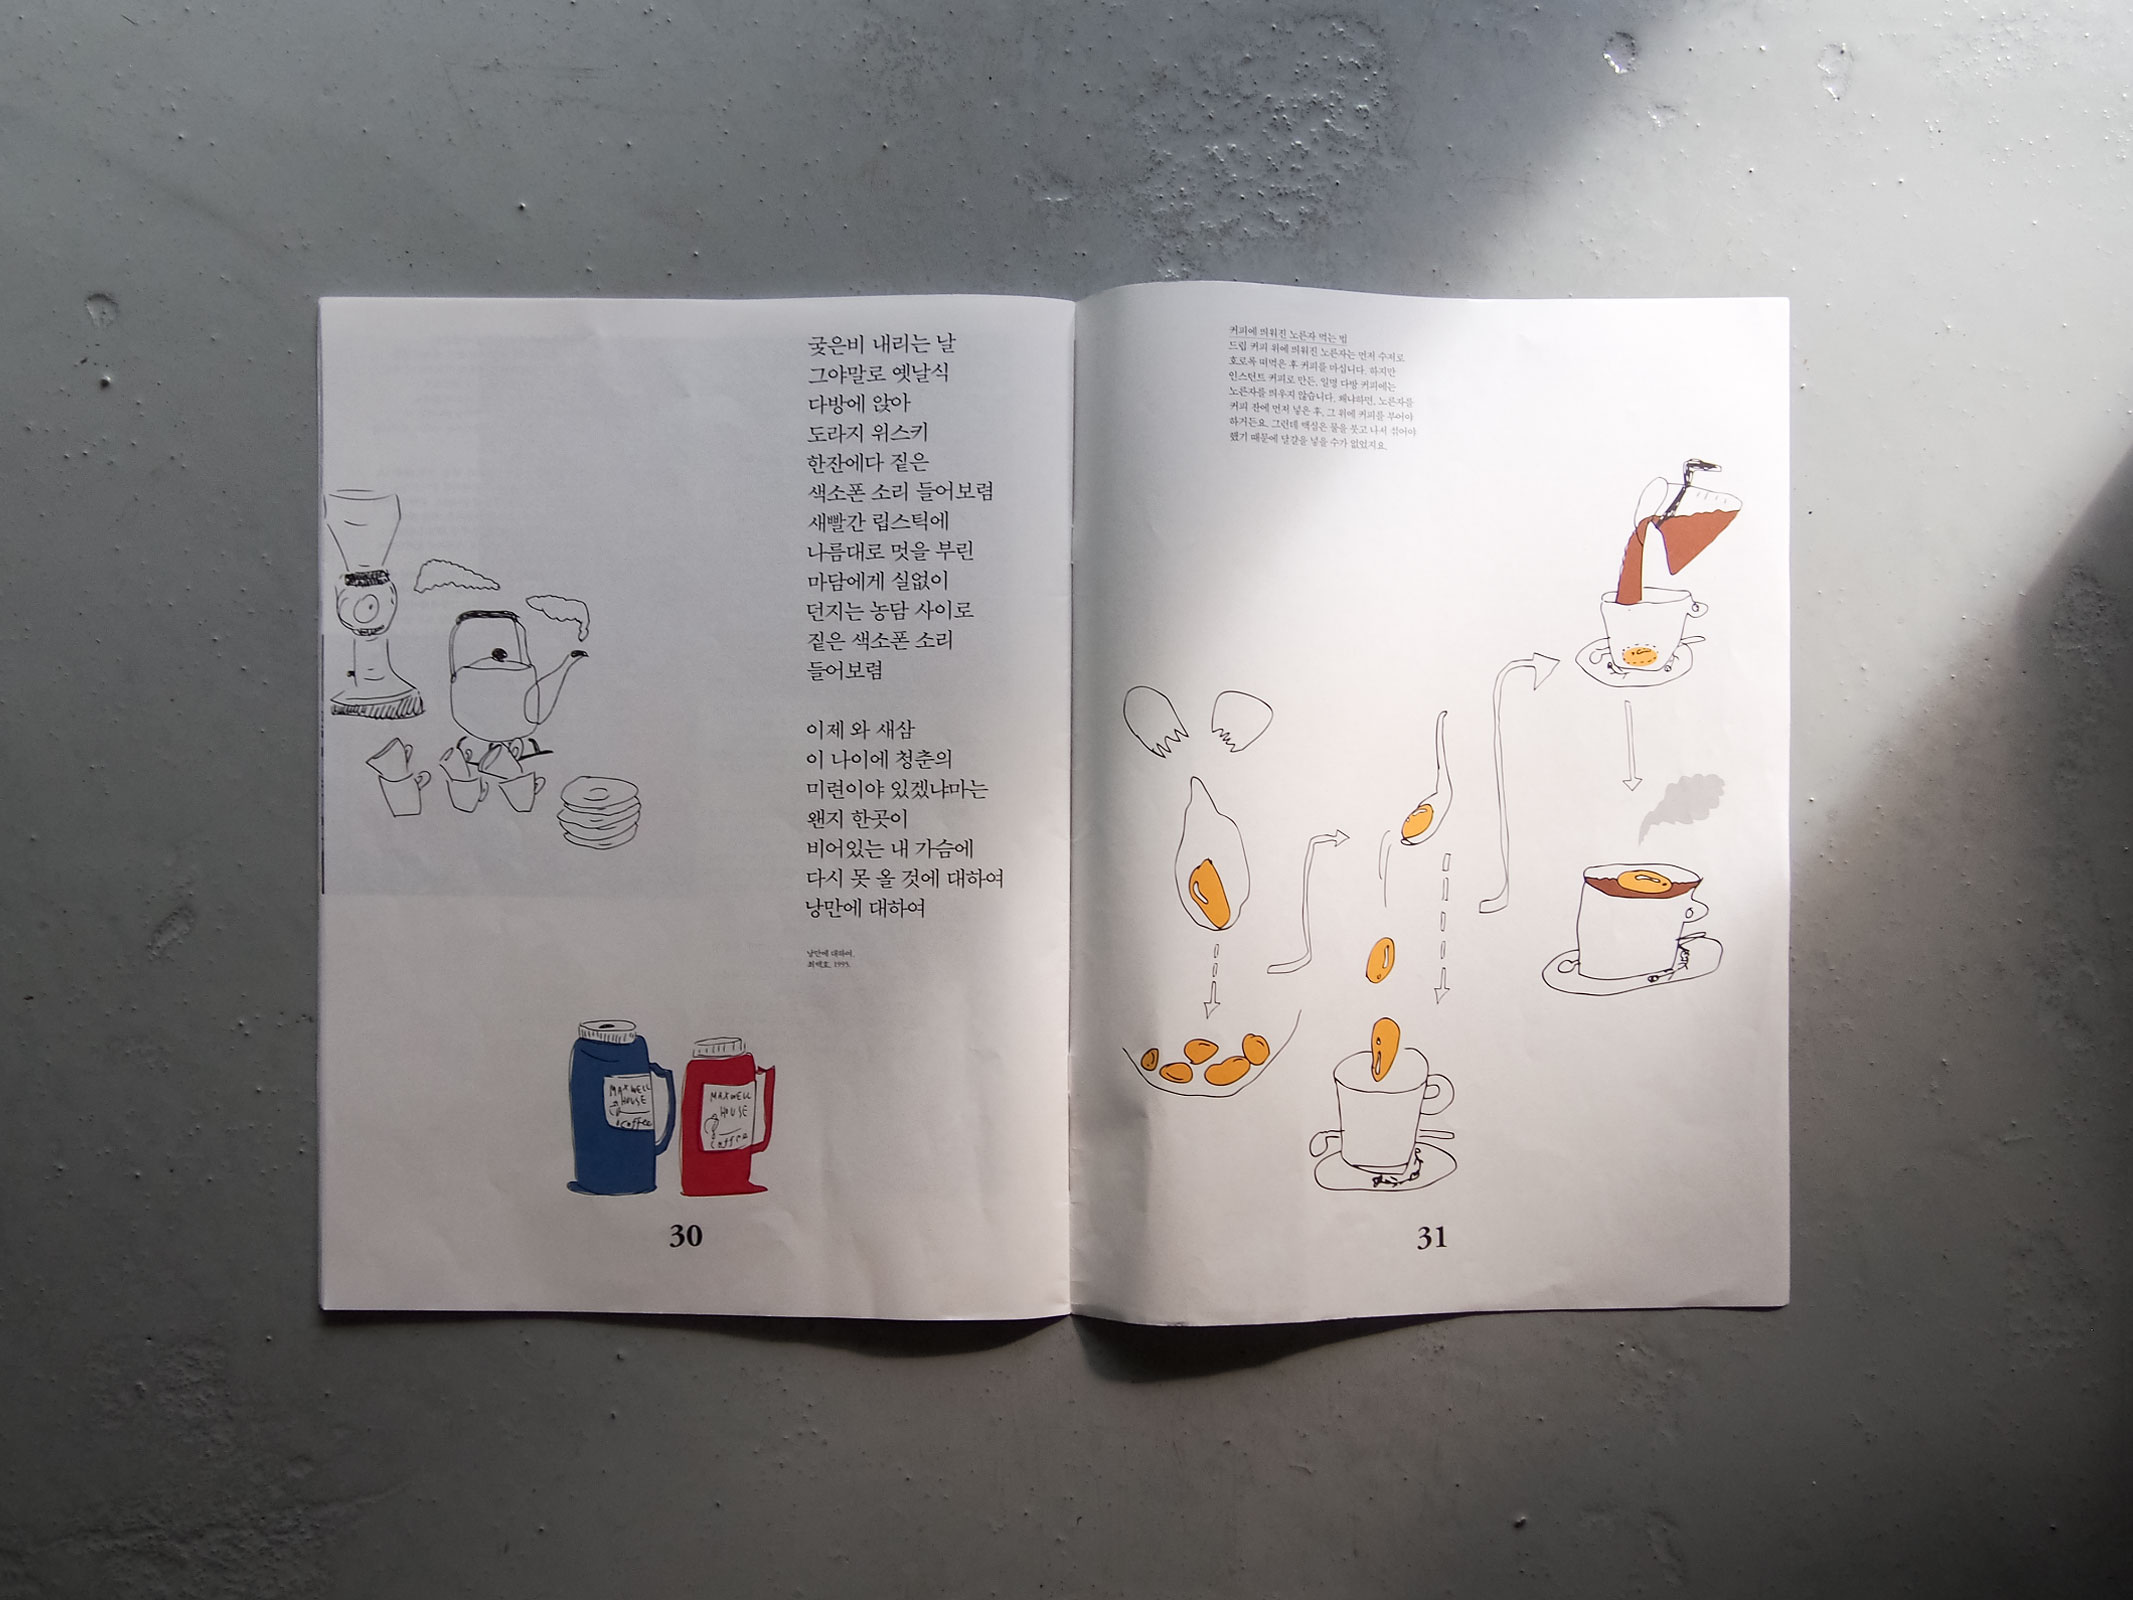 궂은비 내리는 날
그야말로 옛날식
다방에 앉아
도라지 위스키
한잔에다 짙은
색소폰 소리 들어보렴
새빨간 립스틱에
나름대로 멋을 부린
마담에게 실없이
던지는 농담 사이로
짙은 색소폰 소리
들어보렴
이제 와 새삼
이 나이에 청춘의
미련이야 있겠냐마는
왠지 한곳이
비어있는 내 가슴에
다시 못 올 것에 대하여
낭만에 대하여
낭만에 대하여,
최백호, 1995.
MAXWELL
HOUSE
Coffee
MAXWELL
HOUSE
Coffee
30
커피에 띄워진 노른자 먹는 법
드립 커피 위에 띄워진 노른자는 먼저 수저로
호로록 떠먹은 후 커피를 마십니다. 하지만
인스턴트 커피로 만든, 일명 다방 커피에는
노른자를 띄우지 않습니다. 왜냐하면, 노른자를
커피 잔에 먼저 넣은 후, 그 위에 커피를 부어야
하거든요. 그런데 맥심은 물을 붓고 나서 섞어야
했기 때문에 달걀을 넣을 수가 없었지요.
31